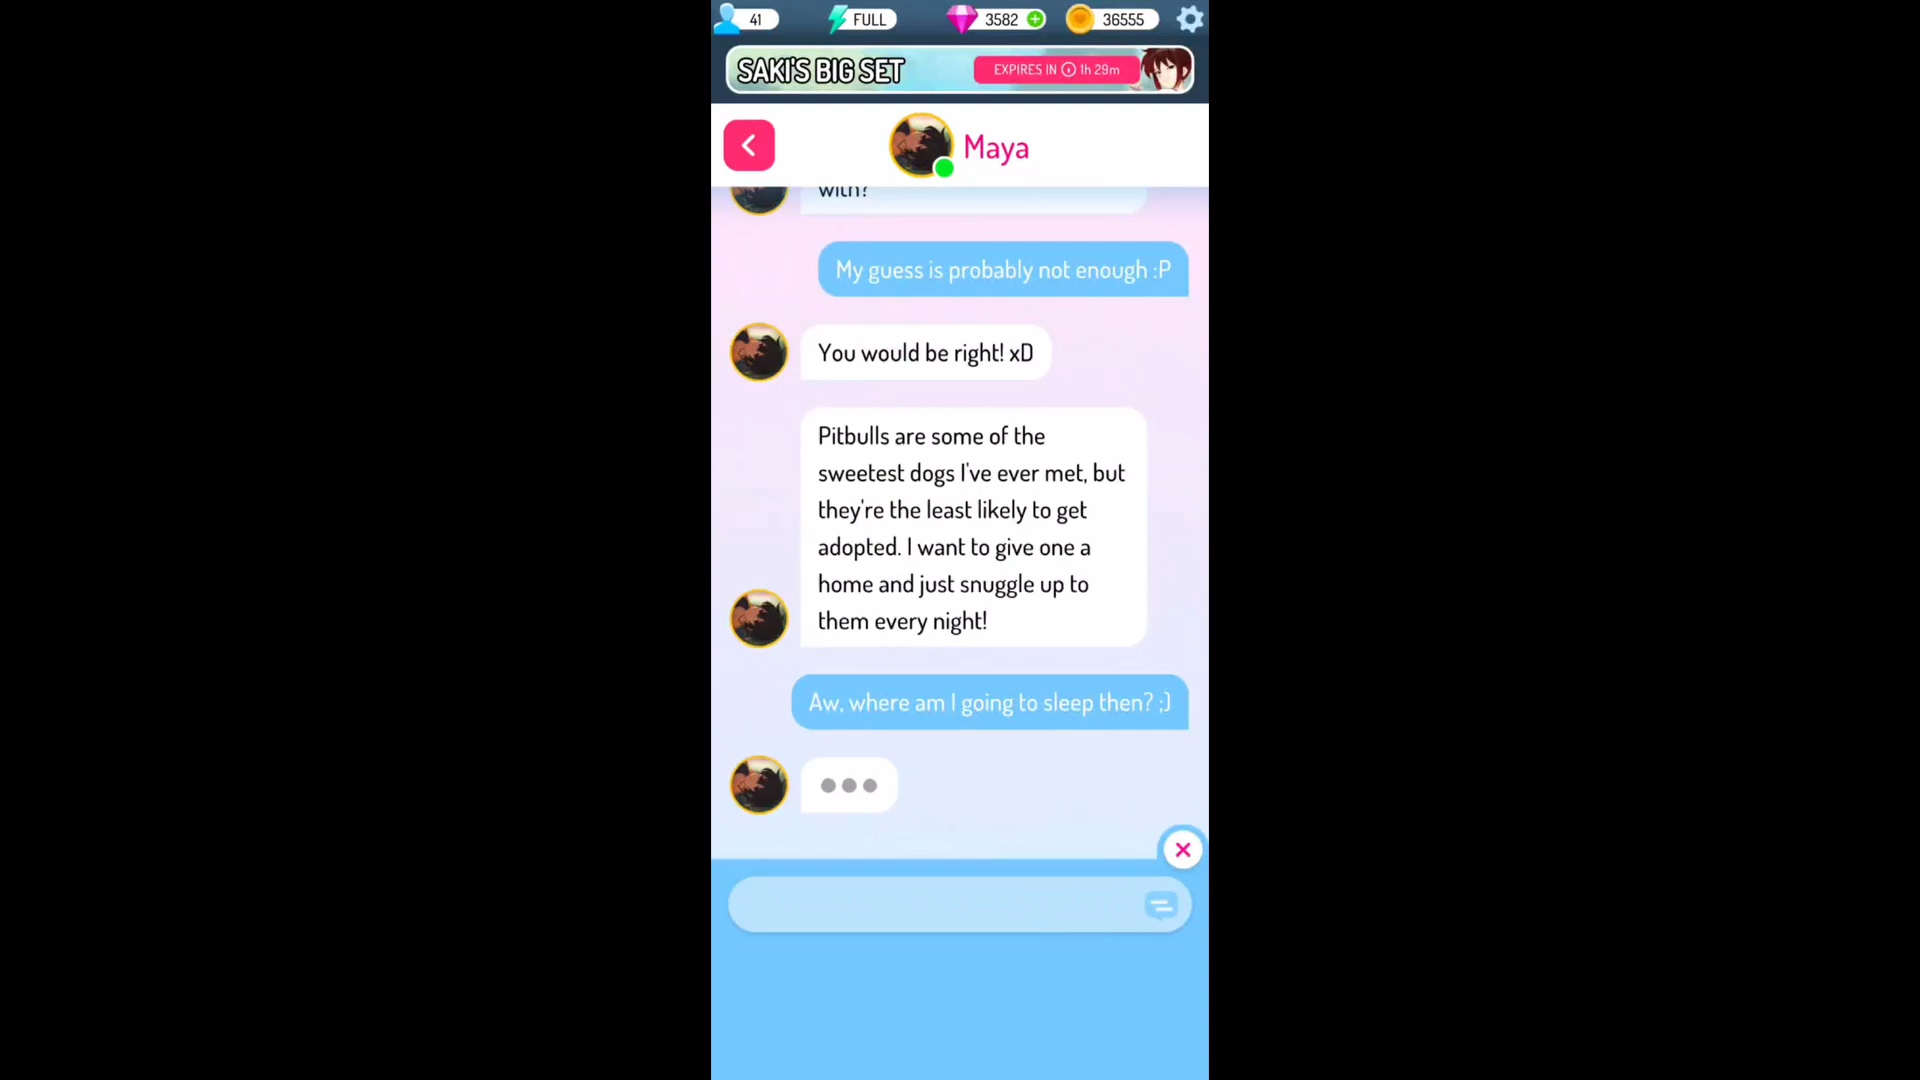 41
FULL
3582
36555
SAKI'S BIG SET
EXPIRES IN 1h 29m
Maya
with?
My guess is probably not enough :P
You would be right! xD
Pitbulls are some of the
sweetest dogs I've ever met, but
they're the least likely to get
adopted. I want to give one a
home and just snuggle up to
them every night!
Aw, where am I going to sleep then? ;)